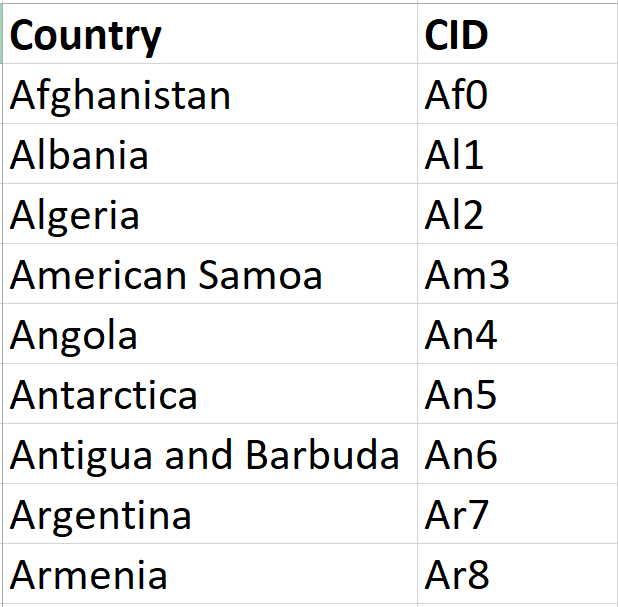 Country CID
Afghanistan Af0
Albania Al1
Algeria Al2
American Samoa Am3
Angola An4
Antarctica An5
Antigua and Barbuda An6
Argentina Ar7
Armenia Ar8